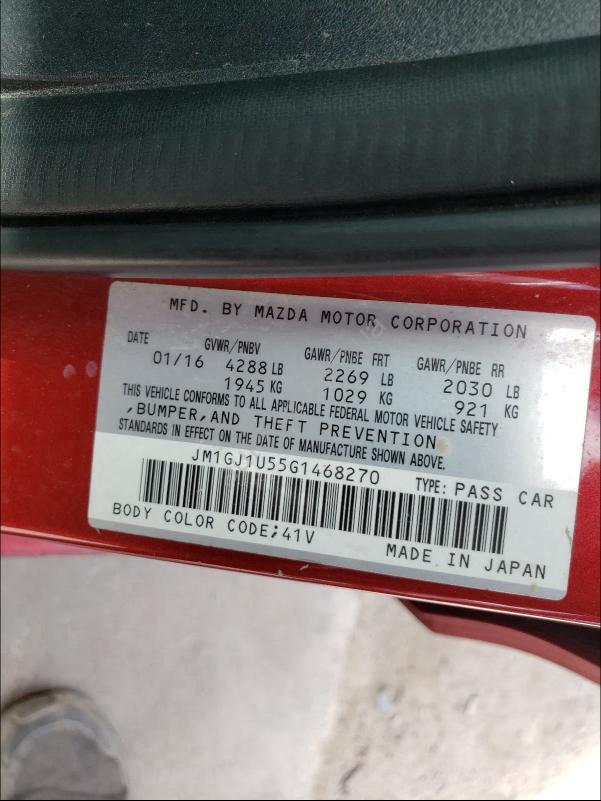 MFD. BY MAZDA MOTOR CORPORATION
DATE GVWR/PNBV GAWR/PNBE FRT GAWR/PNBE RR
01/16 4288 LB 2269 LB 2030 LB
1945 KG 1029 KG 921 KG
THIS VEHICLE CONFORMS TO ALL APPLICABLE FEDERAL MOTOR VEHICLE SAFETY
,BUMPER,AND THEFT PREVENTION
STANDARDS IN EFFECT ON THE DATE OF MANUFACTURE SHOWN ABOVE.
JM1GJ1U55G1468270 TYPE: PASS CAR
BODY COLOR CODE;41V MADE IN JAPAN